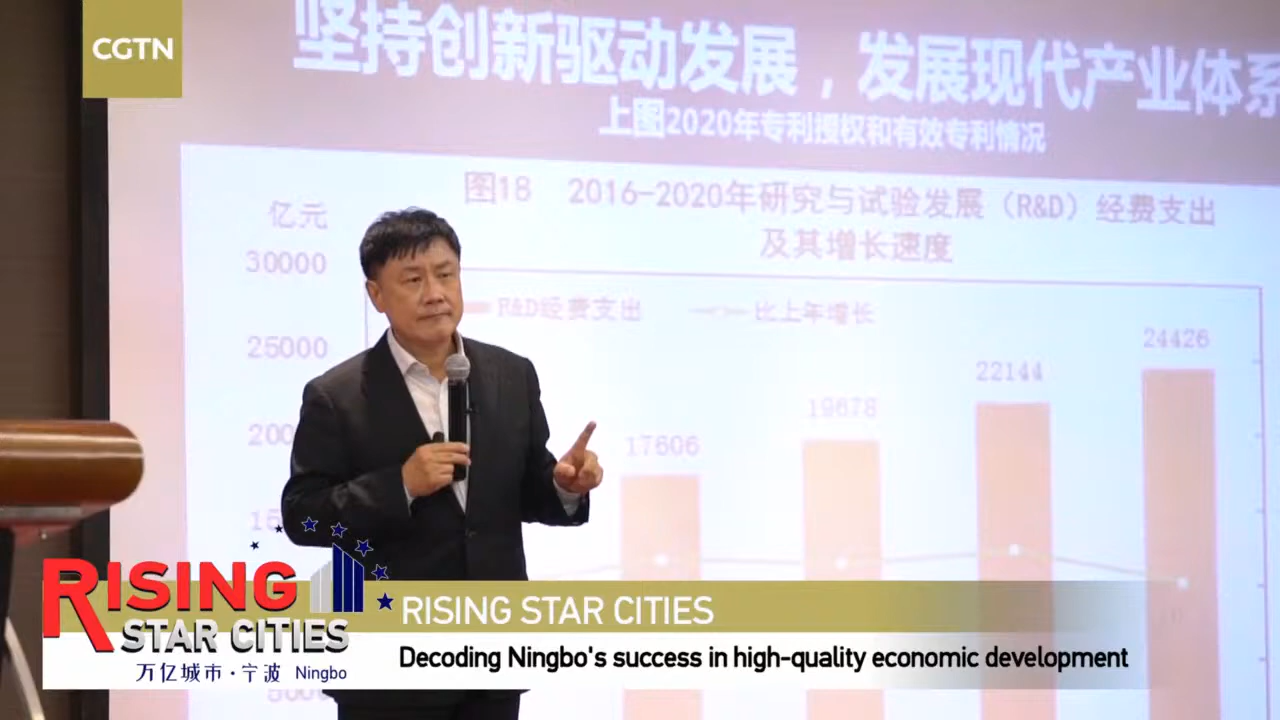 CGTN
坚持创新驱动发展，发展现代产业体系
上图2020年专利授权和有效专利情况
图18 2016-2020年研究与试验发展（R&D）经费支出
及其增长速度
亿元
30000
R&D经费支出
比上年增长
25000
24426
22144
19678
17606
RISING
STAR CITIES
万亿城市·宁波 Ningbo
RISING STAR CITIES
Decoding Ningbo's success in high-quality economic development
5000